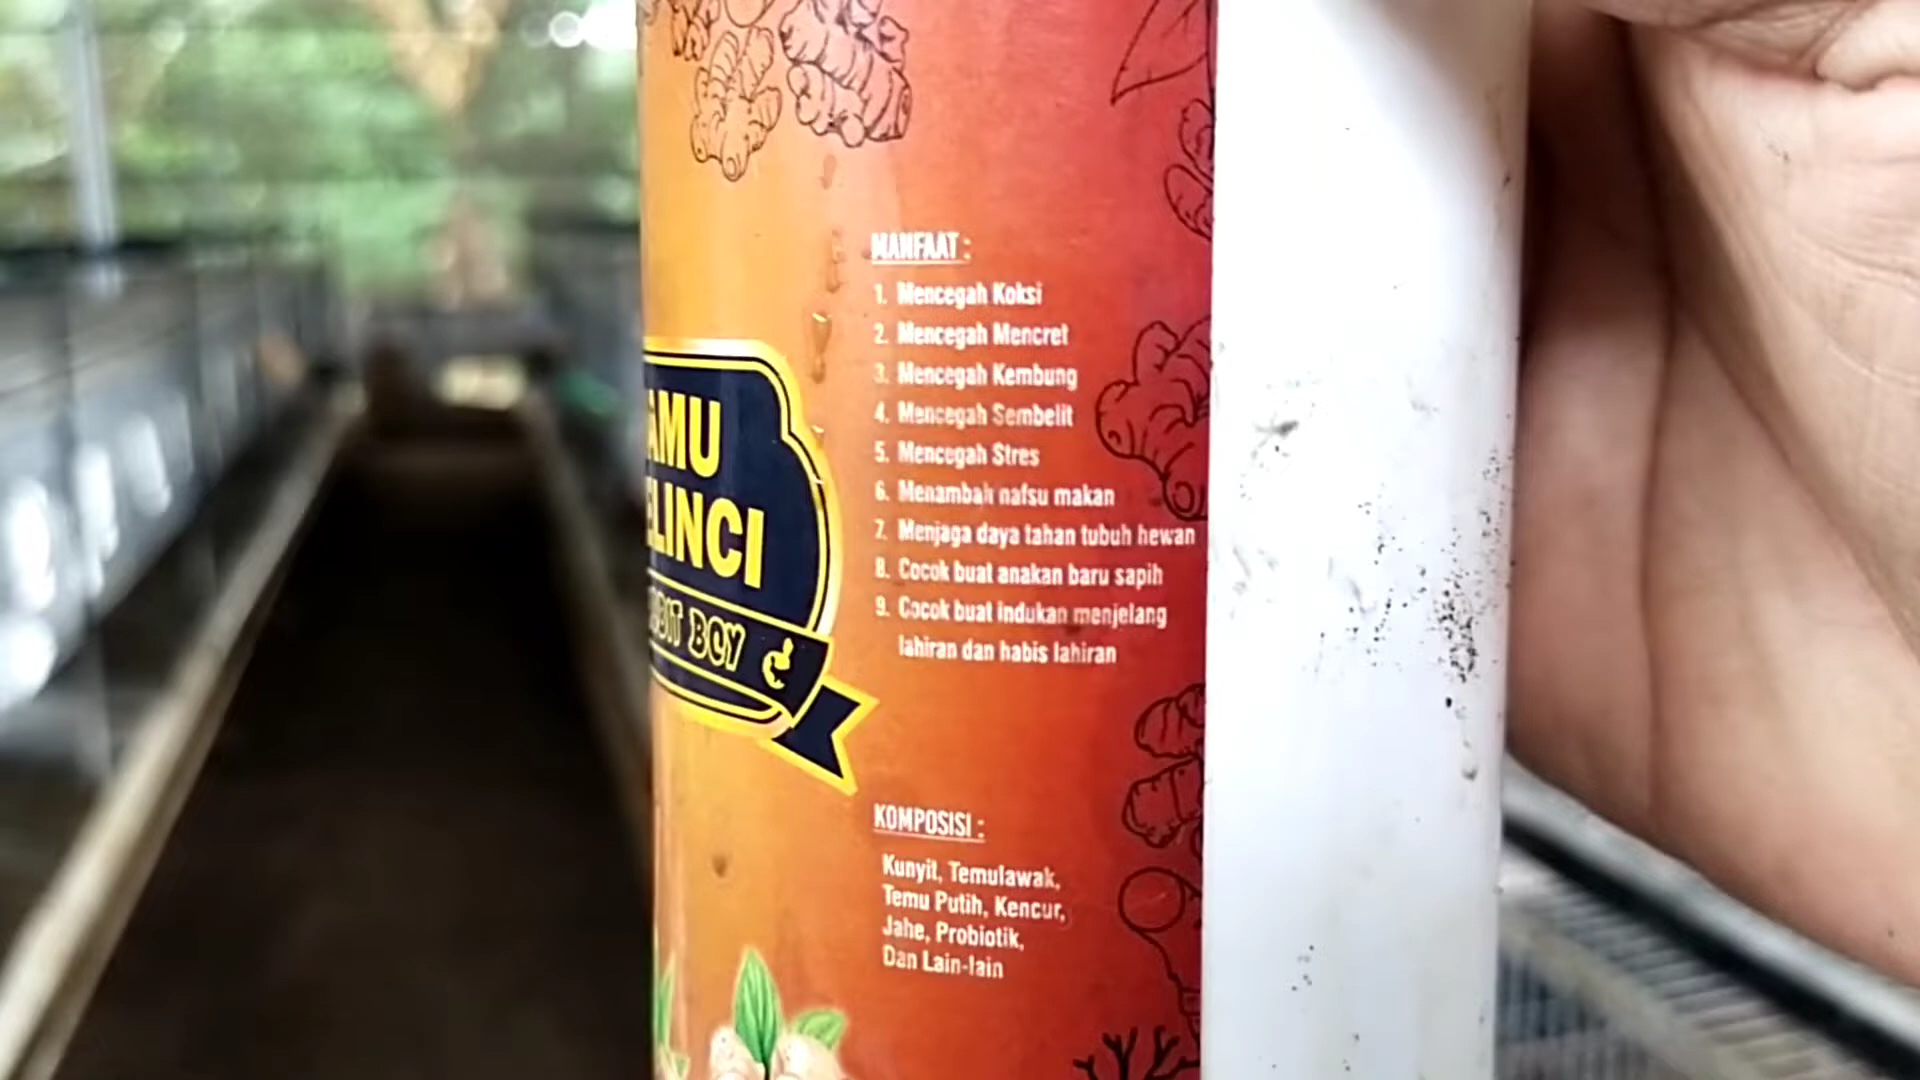 AMU
ELINCI
BIT BOY
MANFAAT :
1. Mencegah Koksi
2. Mencegah Mencret
3. Mencegah Kembung
4. Mencegah Sembelit
5. Mencegah Stres
6. Menambah nafsu makan
7. Menjaga daya tahan tubuh hewan
8. Cocok buat anakan baru sapih
9. Cocok buat indukan menjelang
lahiran dan habis lahiran
KOMPOSISI :
Kunyit, Temulawak,
Temu Putih, Kencur,
Jahe, Probiotik,
Dan Lain-lain